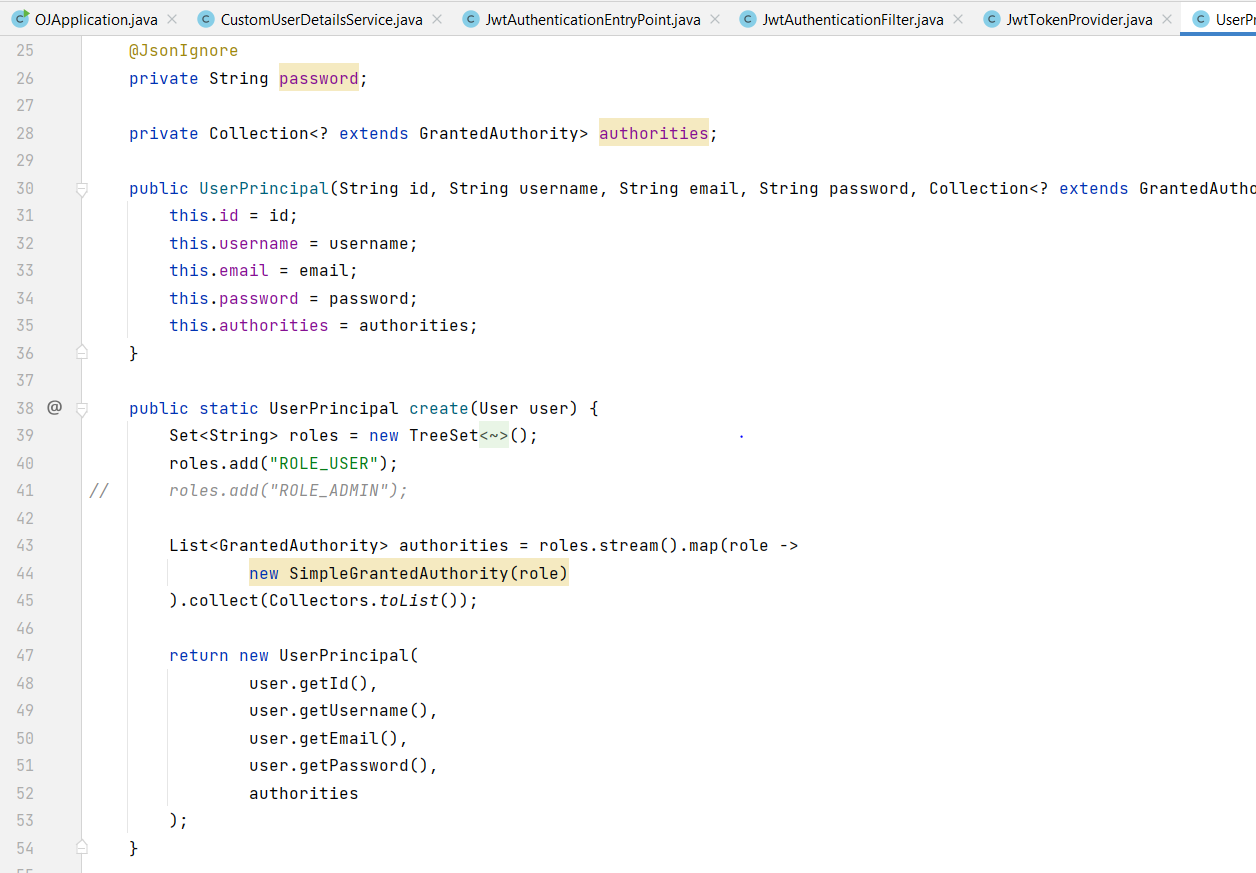 OJApplication.java CustomUserDetailsService.java JwtAuthenticationEntryPoint.java JwtAuthenticationFilter.java JwtTokenProvider.java
25 @JsonIgnore
26 private String password;
27
28 private Collection<? extends GrantedAuthority> authorities;
29
30 public UserPrincipal(String id, String username, String email, String password, Collection<? extends
31 this.id = id;
32 this.username = username;
33 this.email = email;
34 this.password = password;
35 this.authorities = authorities;
36 }
37
38 @ public static UserPrincipal create(User user) {
39 Set<String> roles = new TreeSet<~>();
40 roles.add("ROLE_USER");
41 // roles.add("ROLE_ADMIN");
42
43 List<GrantedAuthority> authorities = roles.stream().map(role ->
44 new SimpleGrantedAuthority(role)
45 ).collect(Collectors.toList());
46
47 return new UserPrincipal(
48 user.getId(),
49 user.getUsername(),
50 user.getEmail(),
51 user.getPassword(),
52 authorities
53 );
54 }